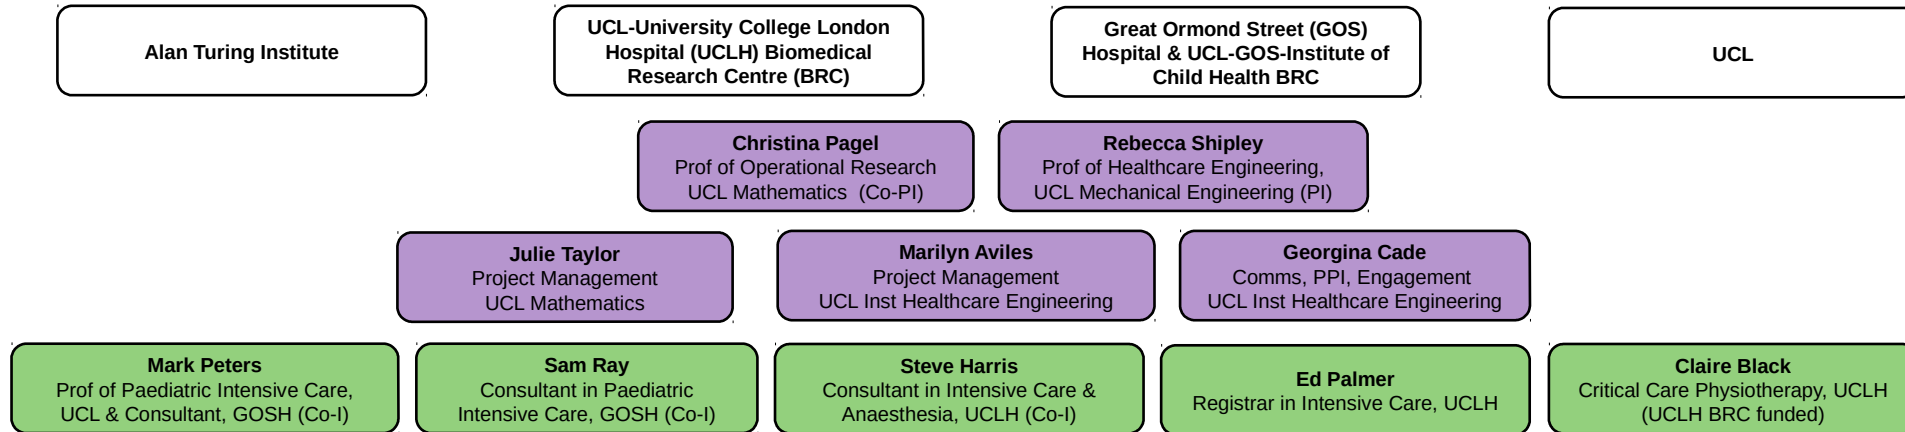 Alan Turing Institute
UCL-University College London
Hospital (UCLH) Biomedical
Research Centre (BRC)
Great Ormond Street (GOS)
Hospital & UCL-GOS-Institute of
Child Health BRC
UCL
Christina Pagel
Prof of Operational Research
UCL Mathematics (Co-PI)
Rebecca Shipley
Prof of Healthcare Engineering,
UCL Mechanical Engineering (PI)
Julie Taylor
Project Management
UCL Mathematics
Marilyn Aviles
Project Management
UCL Inst Healthcare Engineering
Georgina Cade
Comms, PPI, Engagement
UCL Inst Healthcare Engineering
Mark Peters
Prof of Paediatric Intensive Care,
UCL & Consultant, GOSH (Co-I)
Sam Ray
Consultant in Paediatric
Intensive Care, GOSH (Co-I)
Steve Harris
Consultant in Intensive Care &
Anaesthesia, UCLH (Co-I)
Ed Palmer
Registrar in Intensive Care, UCLH
Claire Black
Critical Care Physiotherapy, UCLH
(UCLH BRC funded)